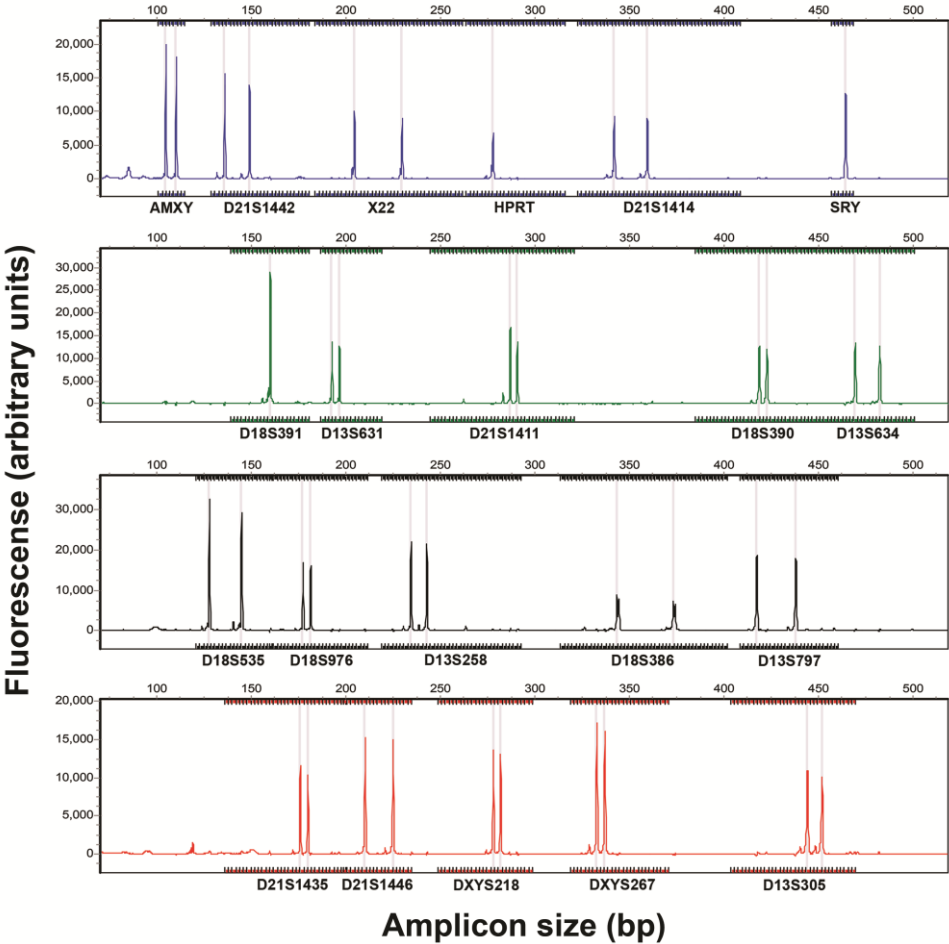 100 150 200 250 300 350 400 450 500
20,000
15,000
10,000
5,000
0
AMXY D21S1442 X22 HPRT D21S1414 SRY
100 150 200 250 300 350 400 450 500
30,000
25,000
20,000
15,000
10,000
5,000
0
D18S391 D13S631 D21S1411 D18S390 D13S634
100 150 200 250 300 350 400 450 500
30,000
20,000
10,000
0
D18S535 D18S976 D13S258 D18S386 D13S797
100 150 200 250 300 350 400 450 500
20,000
15,000
10,000
5,000
0
D21S1435 D21S1446 DXYS218 DXYS267 D13S305
Fluorescense (arbitrary units)
Amplicon size (bp)